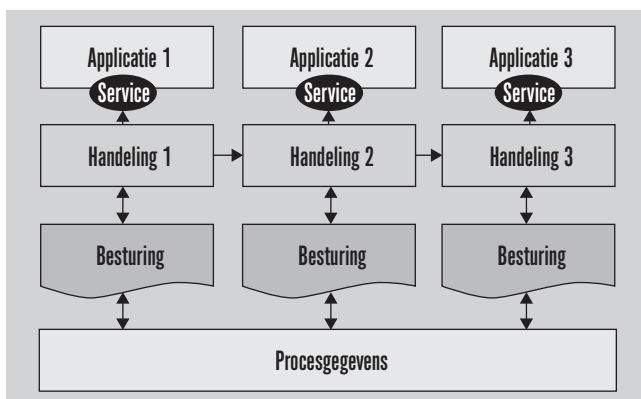 Applicatie 1
Applicatie 2
Applicatie 3
Service
Service
Service
Handeling 1
Handeling 2
Handeling 3
Besturing
Besturing
Besturing
Procesgegevens